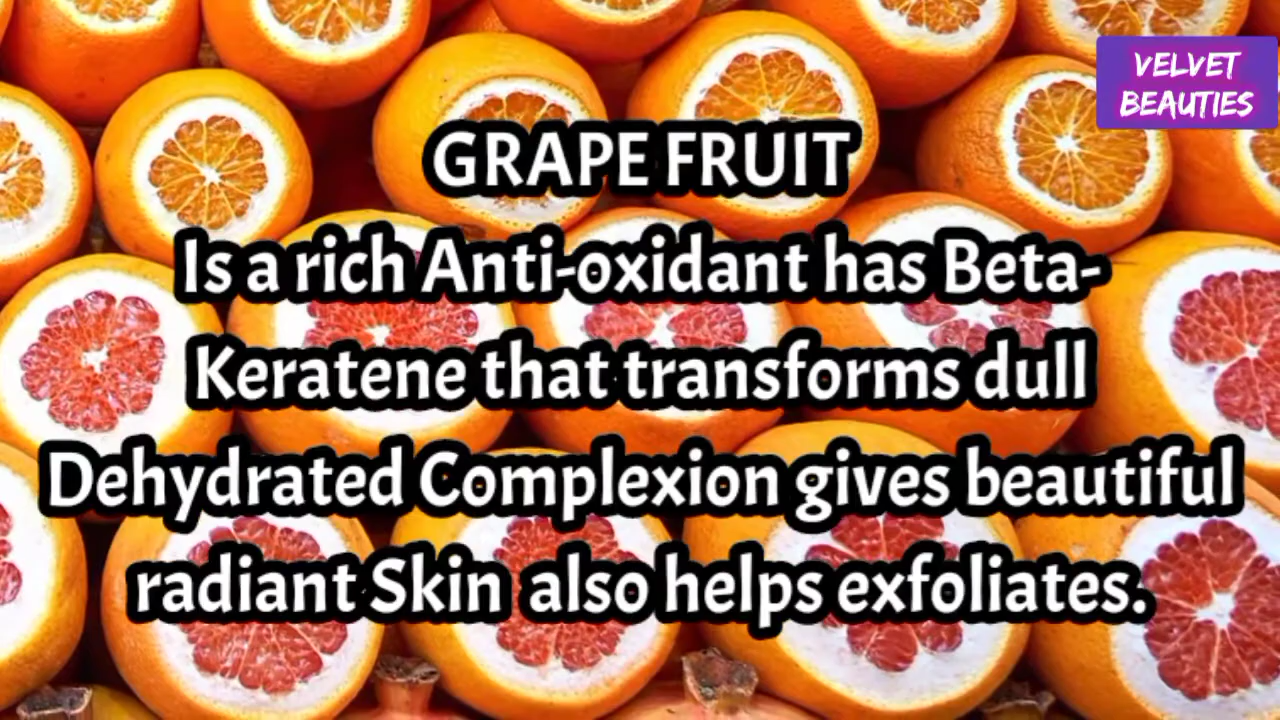 VELVET
BEAUTIES
GRAPE FRUIT
Is a rich Anti-oxidant has Beta-
Keratene that transforms dull
Dehydrated Complexion gives beautiful
radiant Skin also helps exfoliates.